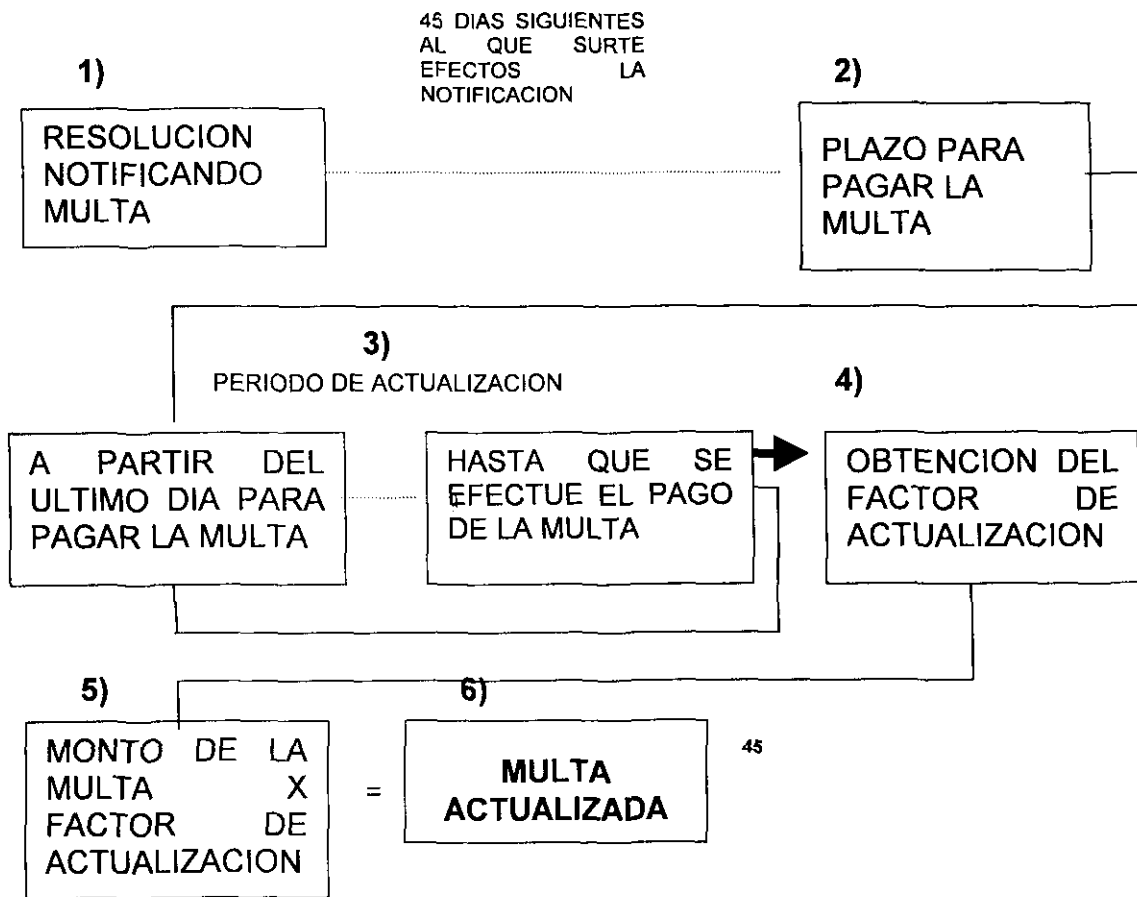 45 DIAS SIGUIENTES
AL QUE SURTE
EFECTOS LA
NOTIFICACION
1)
RESOLUCION
NOTIFICANDO
MULTA
2)
PLAZO PARA
PAGAR LA
MULTA
3)
PERIODO DE ACTUALIZACION
A PARTIR DEL
ULTIMO DIA PARA
PAGAR LA MULTA
HASTA QUE SE
EFECTUE EL PAGO
DE LA MULTA
4)
OBTENCION DEL
FACTOR DE
ACTUALIZACION
5)
MONTO DE LA
MULTA X
FACTOR DE
ACTUALIZACION
=
6)
MULTA
ACTUALIZADA
45